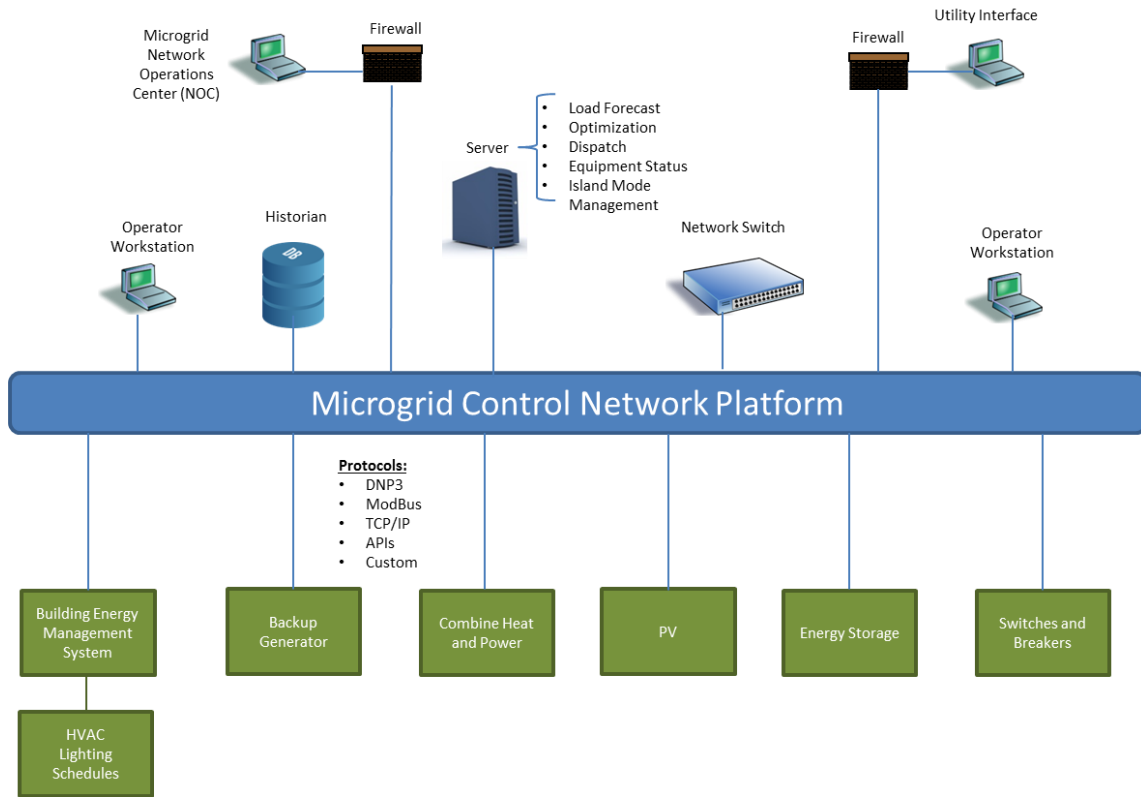 Microgrid
Network
Operations
Center (NOC)
Firewall
Utility Interface
Firewall
Server
• Load Forecast
• Optimization
• Dispatch
• Equipment Status
• Island Mode
Management
Operator
Workstation
Historian
DB
Network Switch
Operator
Workstation
Microgrid Control Network Platform
Protocols:
• DNP3
• ModBus
• TCP/IP
• APIs
• Custom
Building Energy
Management
System
Backup
Generator
Combine Heat
and Power
PV
Energy Storage
Switches and
Breakers
HVAC
Lighting
Schedules